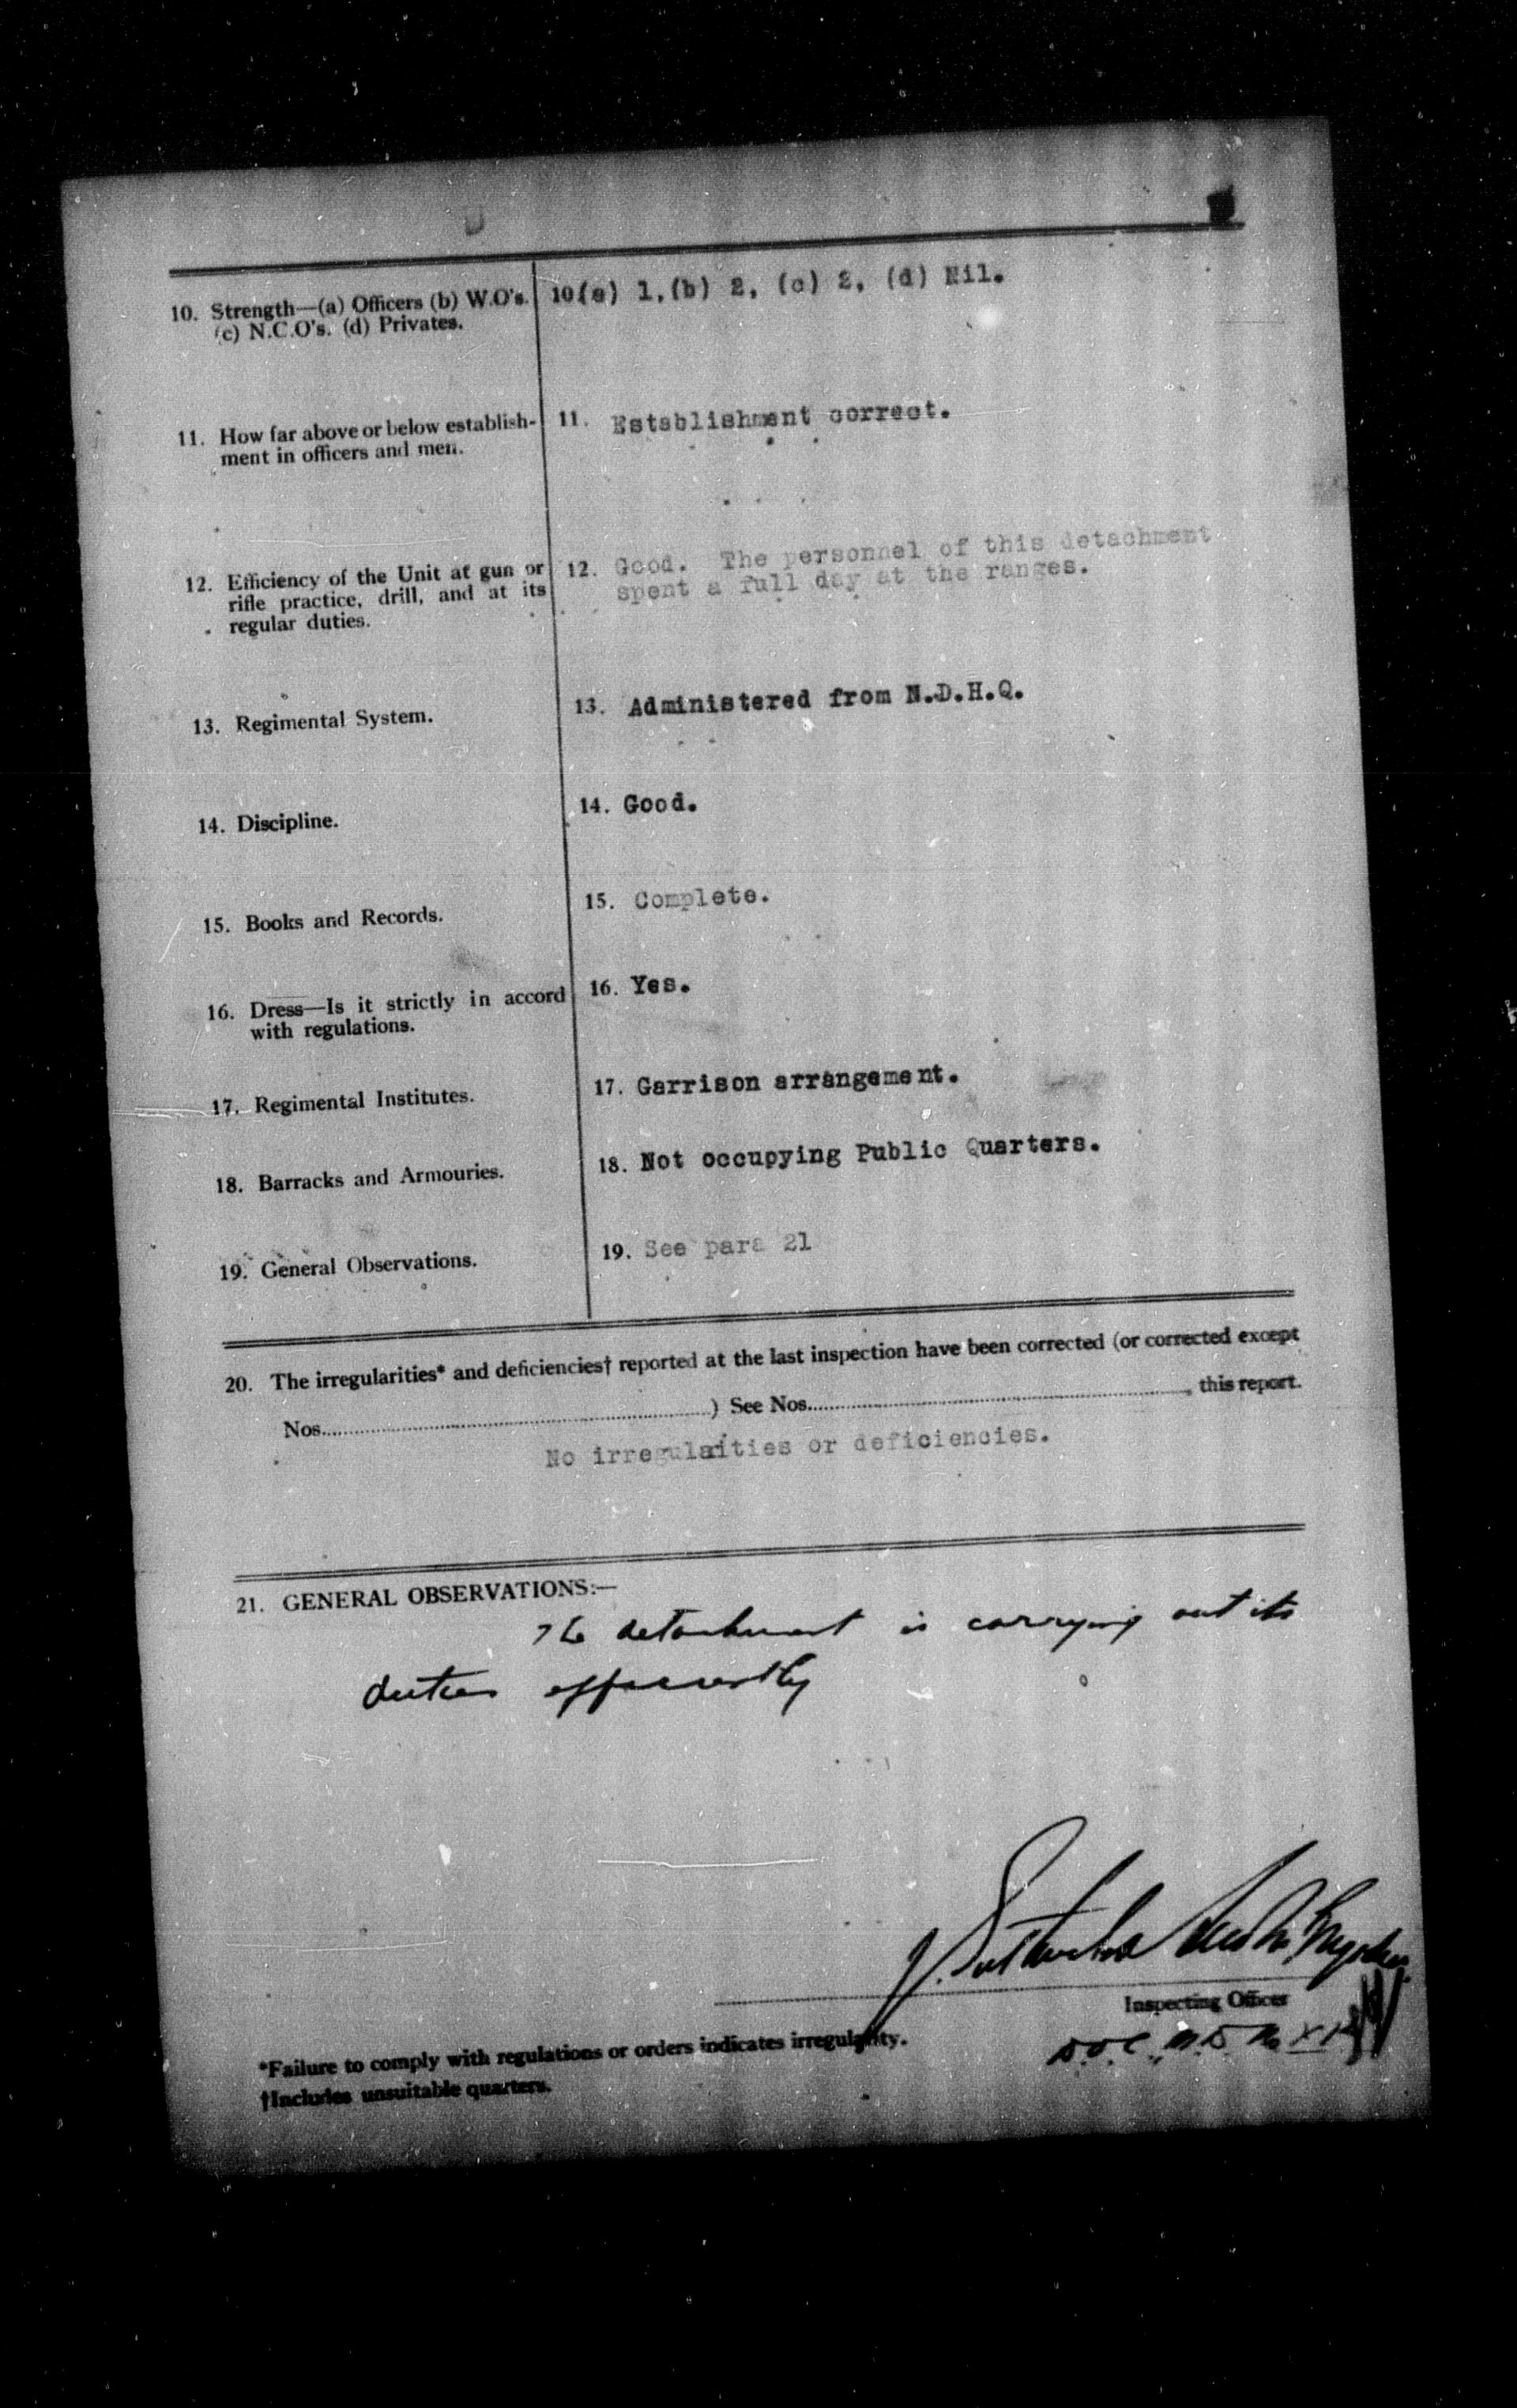 10. Strength—(a) Officers (b) W.O's.
(c) N.C.O's. (d) Privates.
10(a) 1,(b) 2, (c) 2, (d) Nil.
11. How far above or below establish-
ment in officers and men.
11. Establishment correct.
12. Efficiency of the Unit at gun or
rifle practice, drill, and at its
regular duties.
12. Good. The personnel of this detachment
spent a full day at the ranges.
13. Regimental System.
13. Administered from N.D.H.Q.
14. Discipline.
14. Good.
15. Books and Records.
15. Complete.
16. Dress—Is it strictly in accord
with regulations.
16. Yes.
17. Regimental Institutes.
17. Garrison arrangement.
18. Barracks and Armouries.
18. Not occupying Public Quarters.
19. General Observations.
19. See para 21
20. The irregularities* and deficiencies† reported at the last inspection have been corrected (or corrected except
Nos..........) See Nos.........., this report.
No irregulaities or deficiencies.
21. GENERAL OBSERVATIONS:—
The detachment is carrying out its
duties efficiently
J. Sutherland Brown
Inspecting Officer
D.O.C. M.D. No XI
*Failure to comply with regulations or orders indicates irregularity.
†Includes unsuitable quarters.